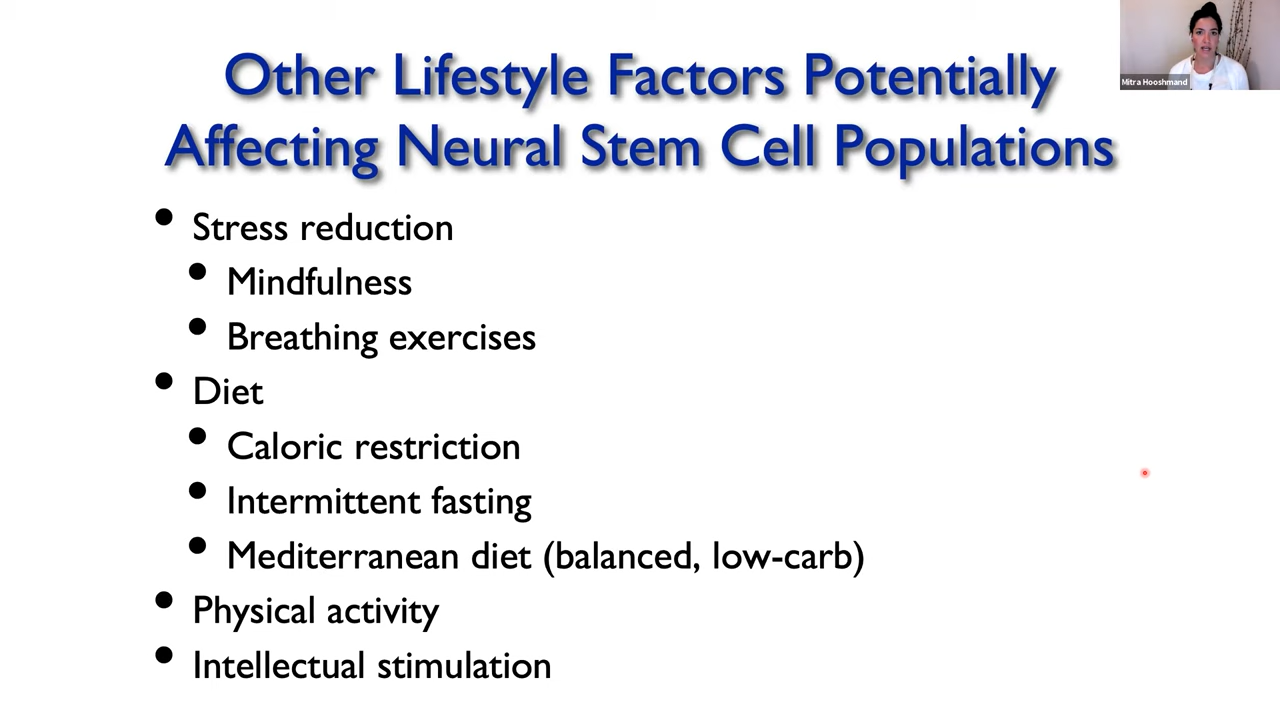 Other Lifestyle Factors Potentially
Affecting Neural Stem Cell Populations
Mitra Hooshmand
• Stress reduction
• Mindfulness
• Breathing exercises
• Diet
• Caloric restriction
• Intermittent fasting
• Mediterranean diet (balanced, low-carb)
• Physical activity
• Intellectual stimulation